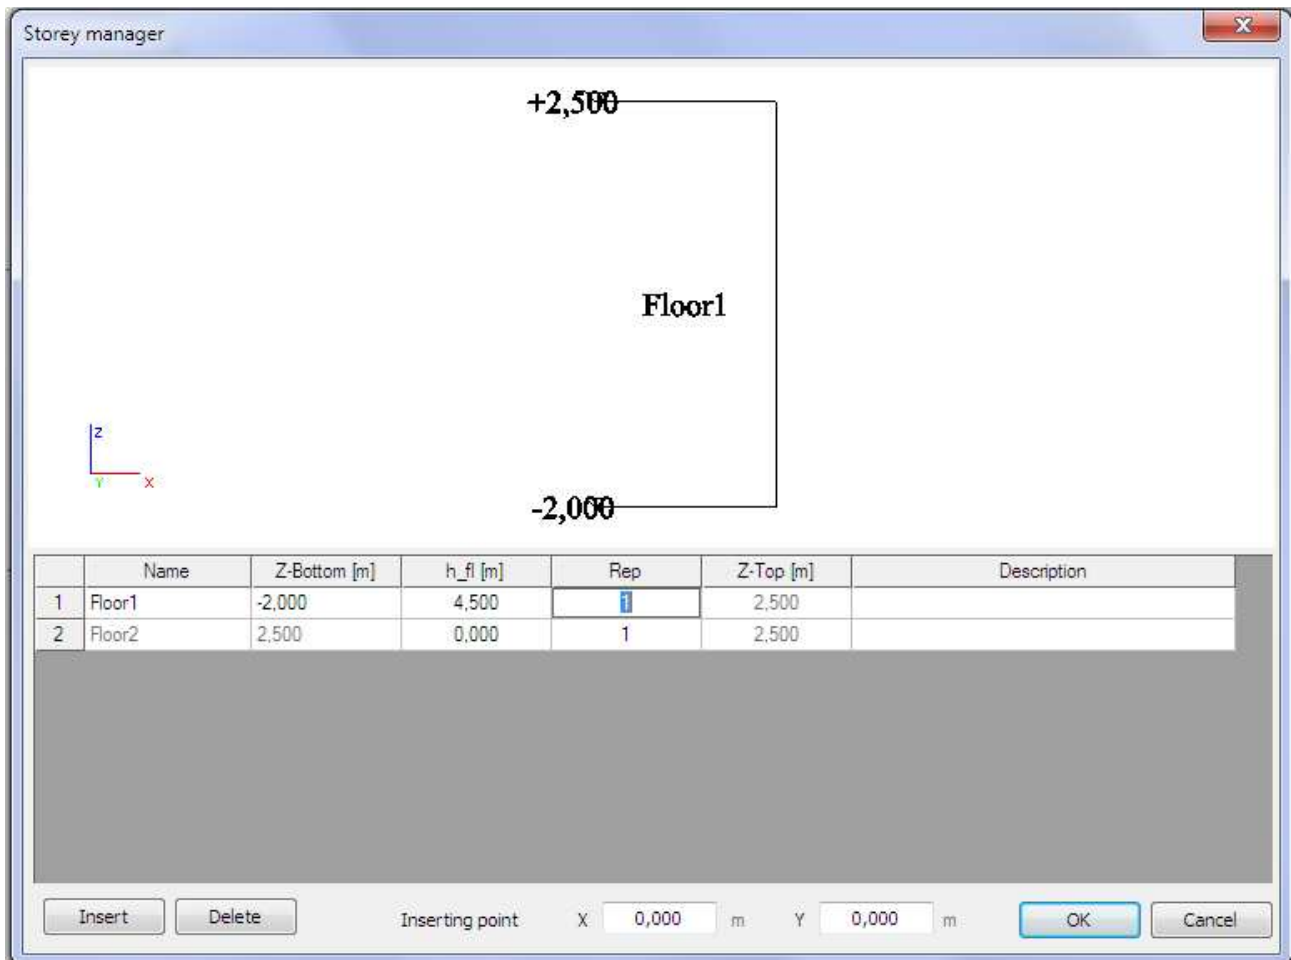 Storey manager
+2,500
Floor1
Z
Y X
-2,000
Name Z-Bottom [m] h_fl [m] Rep Z-Top [m] Description
1 Floor1 -2,000 4,500 1 2,500
2 Floor2 2,500 0,000 1 2,500
Insert Delete Inserting point X 0,000 m Y 0,000 m OK Cancel